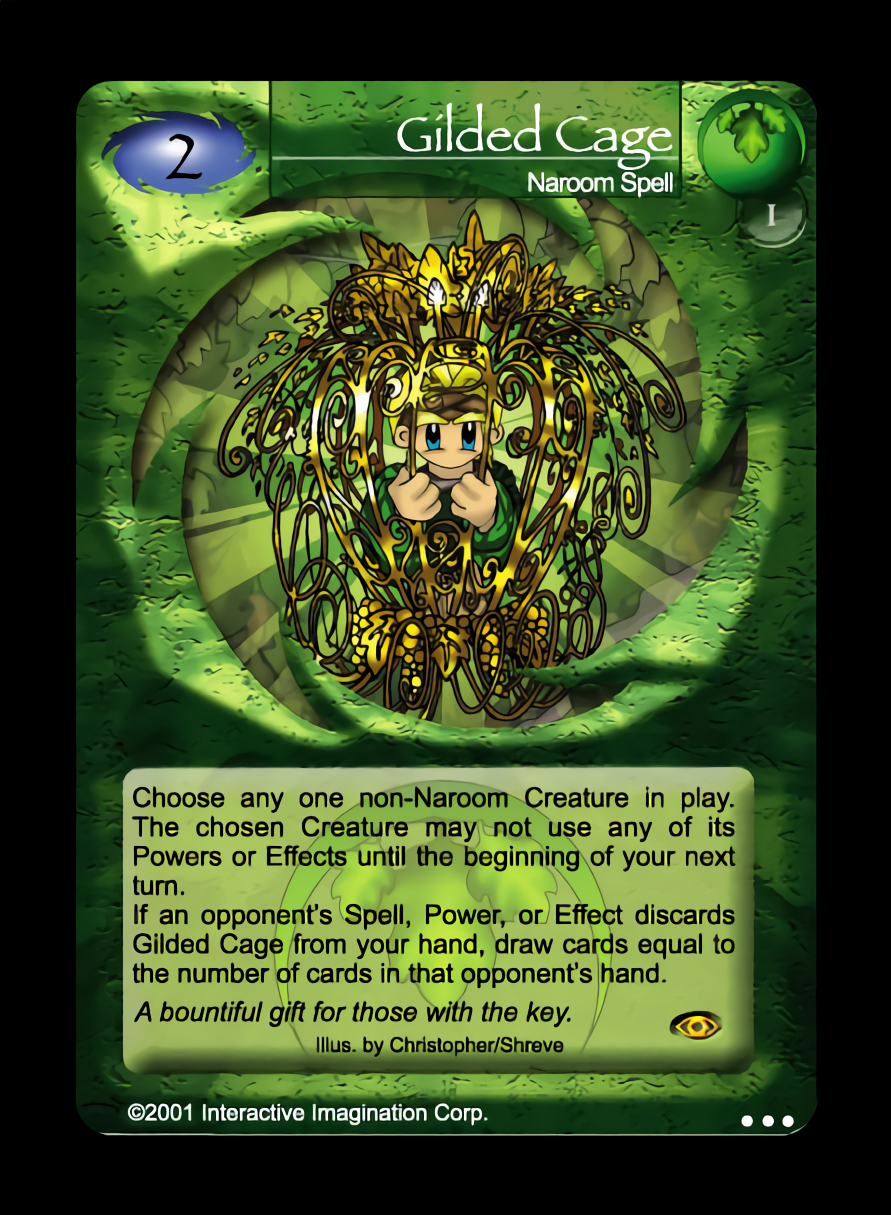 2
Gilded Cage
Naroom Spell
I
Choose any one non-Naroom Creature in play.
The chosen Creature may not use any of its
Powers or Effects until the beginning of your next
turn.
If an opponent's Spell, Power, or Effect discards
Gilded Cage from your hand, draw cards equal to
the number of cards in that opponent's hand.
A bountiful gift for those with the key.
Illus. by Christopher/Shreve
©2001 Interactive Imagination Corp.